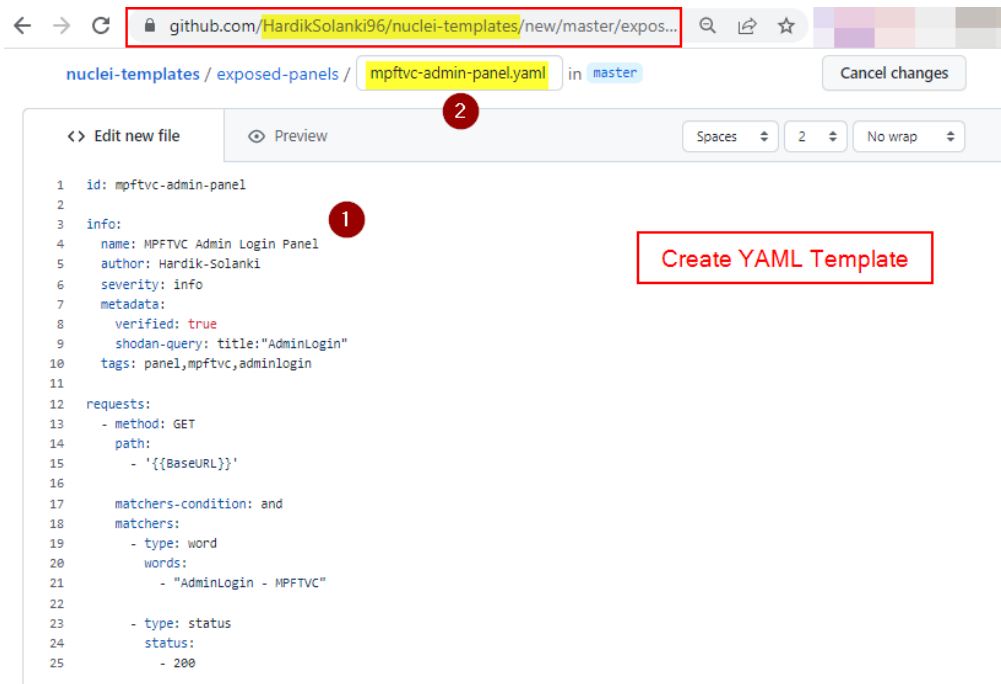 github.com/HardikSolanki96/nuclei-templates/new/master/expos...
nuclei-templates / exposed-panels / mpftvc-admin-panel.yaml in master Cancel changes
2
<> Edit new file Preview Spaces 2 No wrap
1 id: mpftvc-admin-panel
2
3 info:
1
4   name: MPFTVC Admin Login Panel
Create YAML Template
5   author: Hardik-Solanki
6   severity: info
7   metadata:
8     verified: true
9     shodan-query: title:"AdminLogin"
10   tags: panel,mpftvc,adminlogin
11
12 requests:
13   - method: GET
14     path:
15       - '{{BaseURL}}'
16
17     matchers-condition: and
18     matchers:
19       - type: word
20         words:
21           - "AdminLogin - MPFTVC"
22
23       - type: status
24         status:
25           - 200